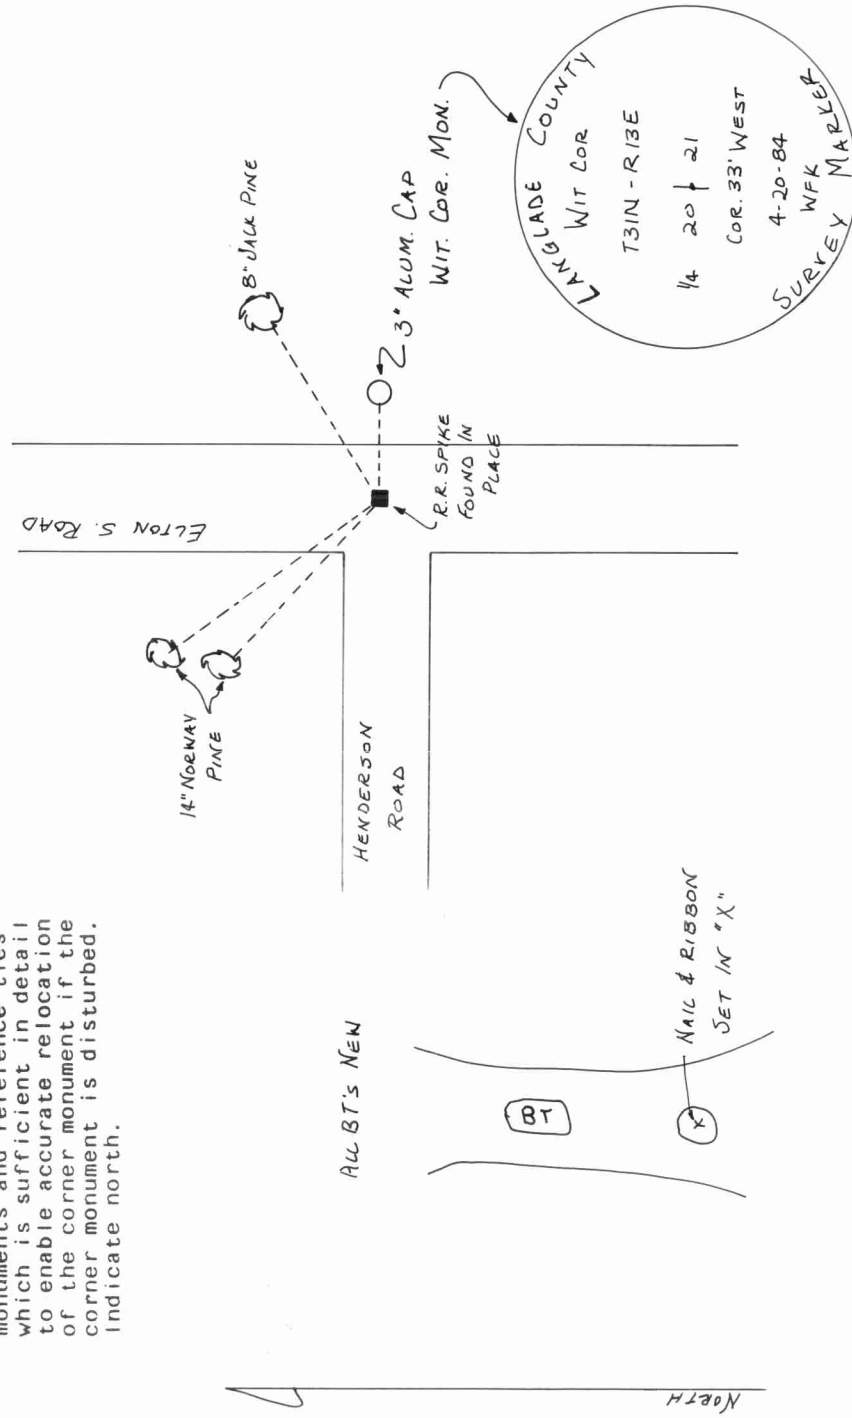 monuments and reference ties
which is sufficient in detail
to enable accurate relocation
of the corner monument if the
corner monument is disturbed.
Indicate north.
8" JACK PINE
3" ALUM. CAP
WIT. COR. MON.
ELTON S. ROAD
14" NORWAY
PINE
R.R. SPIKE
FOUND IN
PLACE
HENDERSON
ROAD
LANGLADE COUNTY
WIT COR
T31N-R13E
1/4 20 21
COR. 33' WEST
4-20-84
WFK
SURVEY MARKER
ALL BT's NEW
BT
X
NAIL & RIBBON
SET IN "X"
NORTH